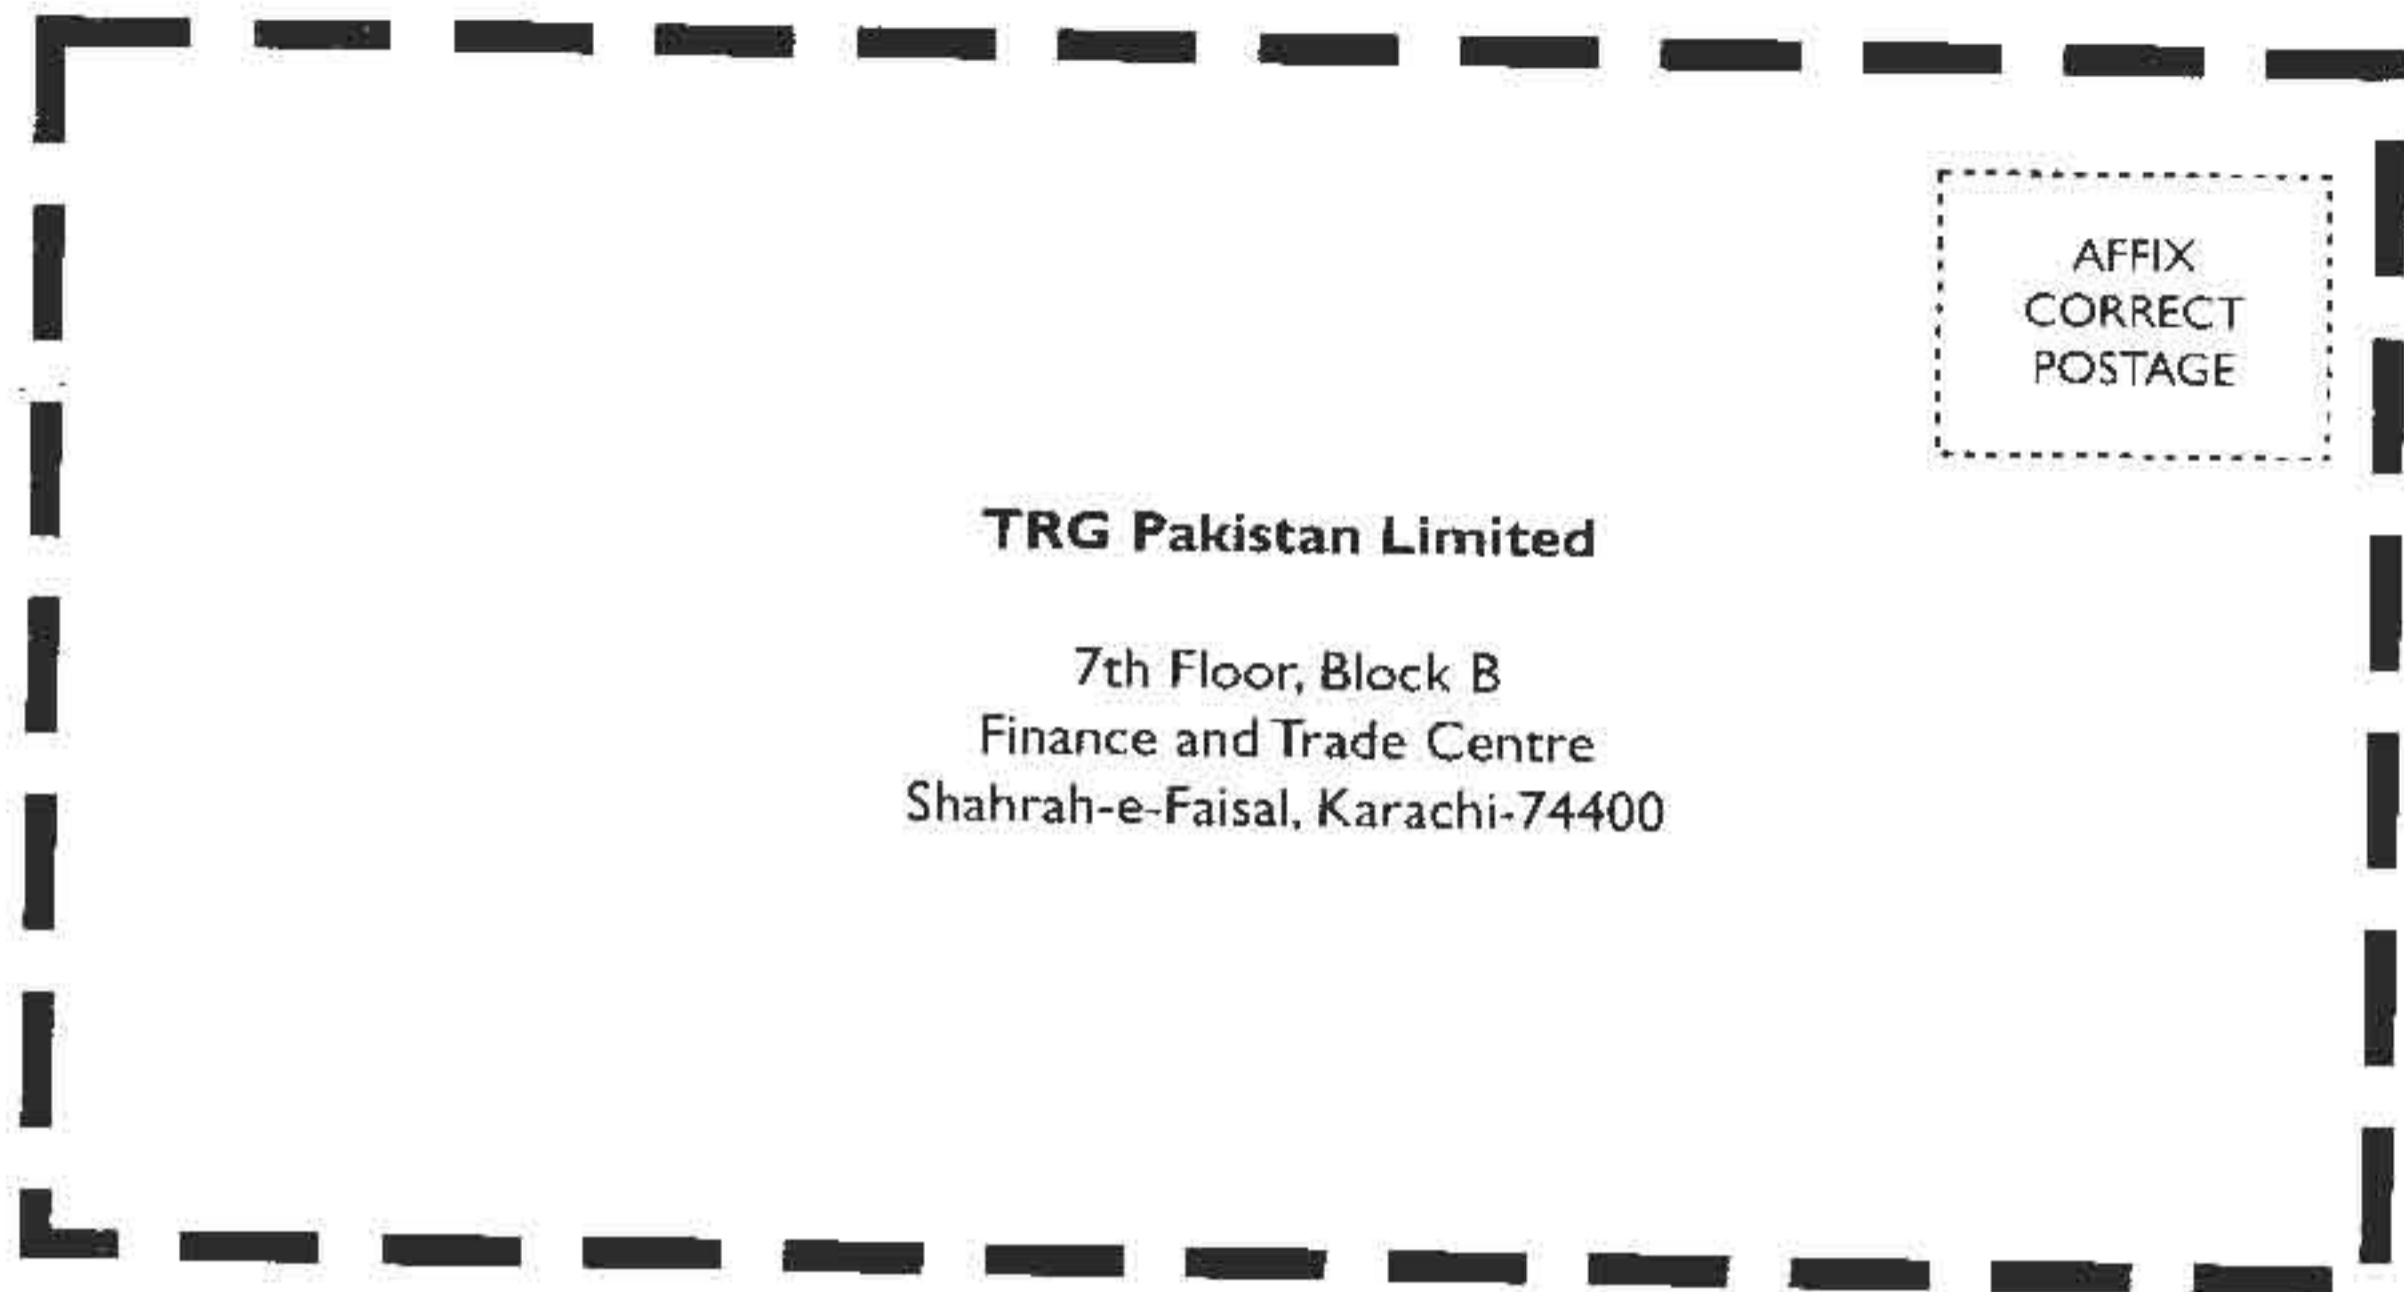 AFFIX
CORRECT
POSTAGE
TRG Pakistan Limited
7th Floor, Block B
Finance and Trade Centre
Shahrah-e-Faisal, Karachi-74400